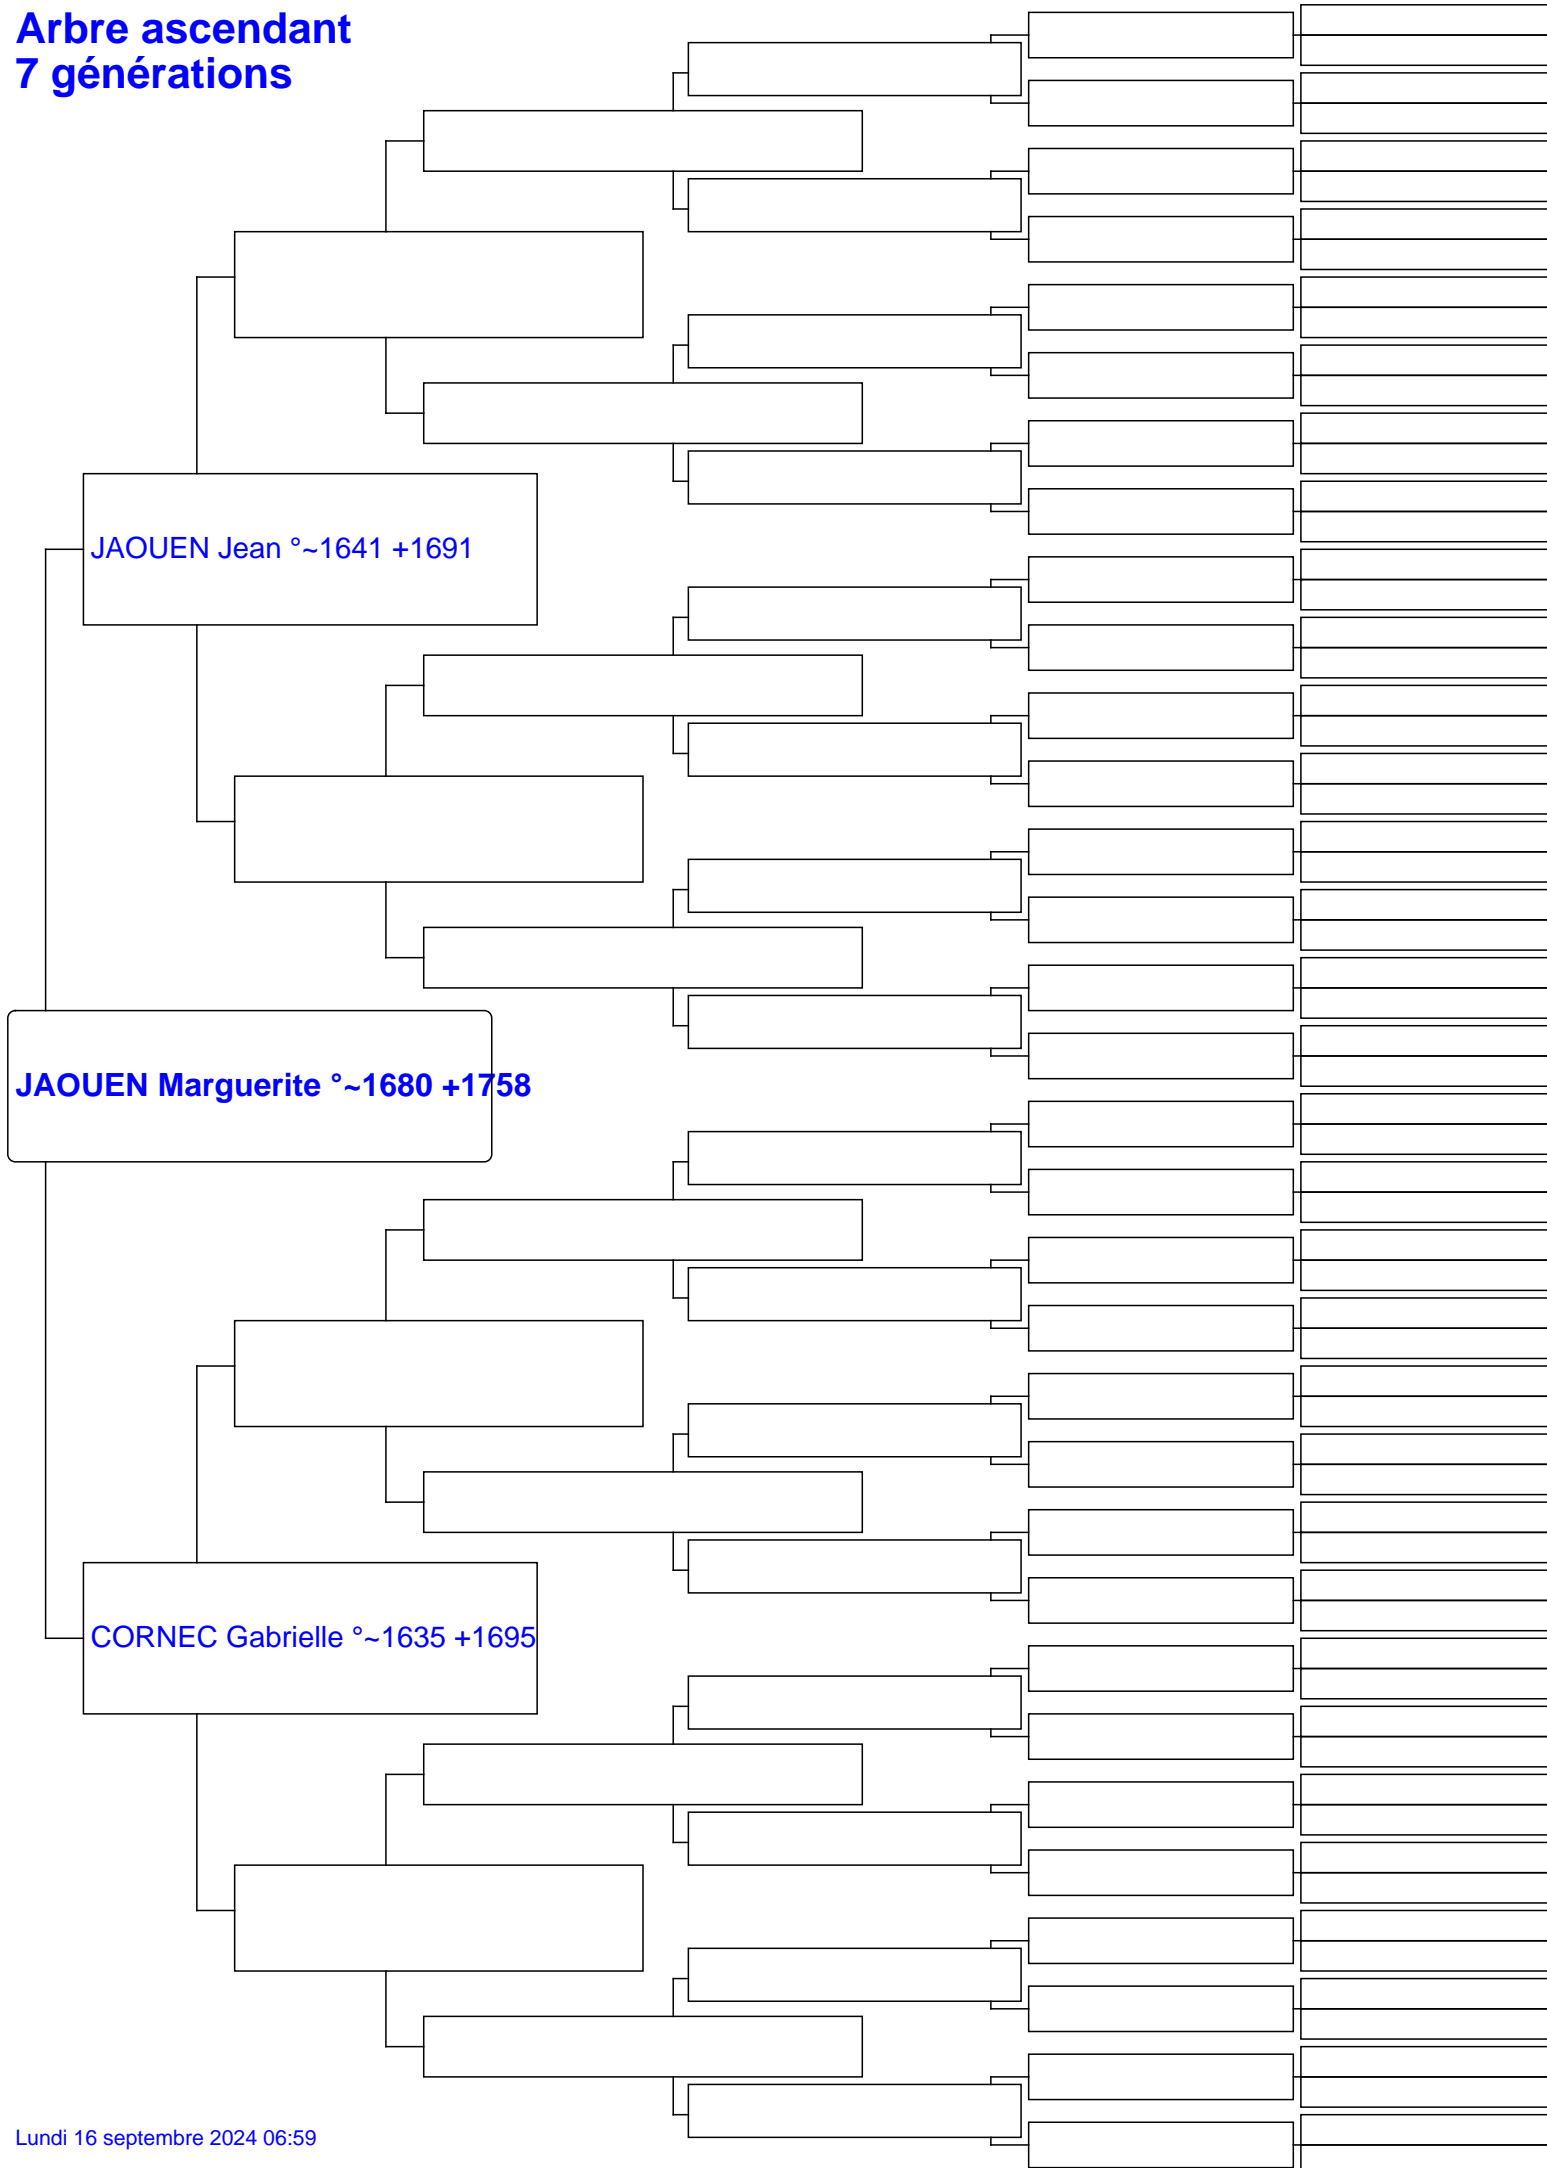 Arbre ascendant
7 générations
JAOUEN Jean °~1641 +1691
JAOUEN Marguerite °~1680 +1758
CORNEC Gabrielle °~1635 +1695
Lundi 16 septembre 2024 06:59